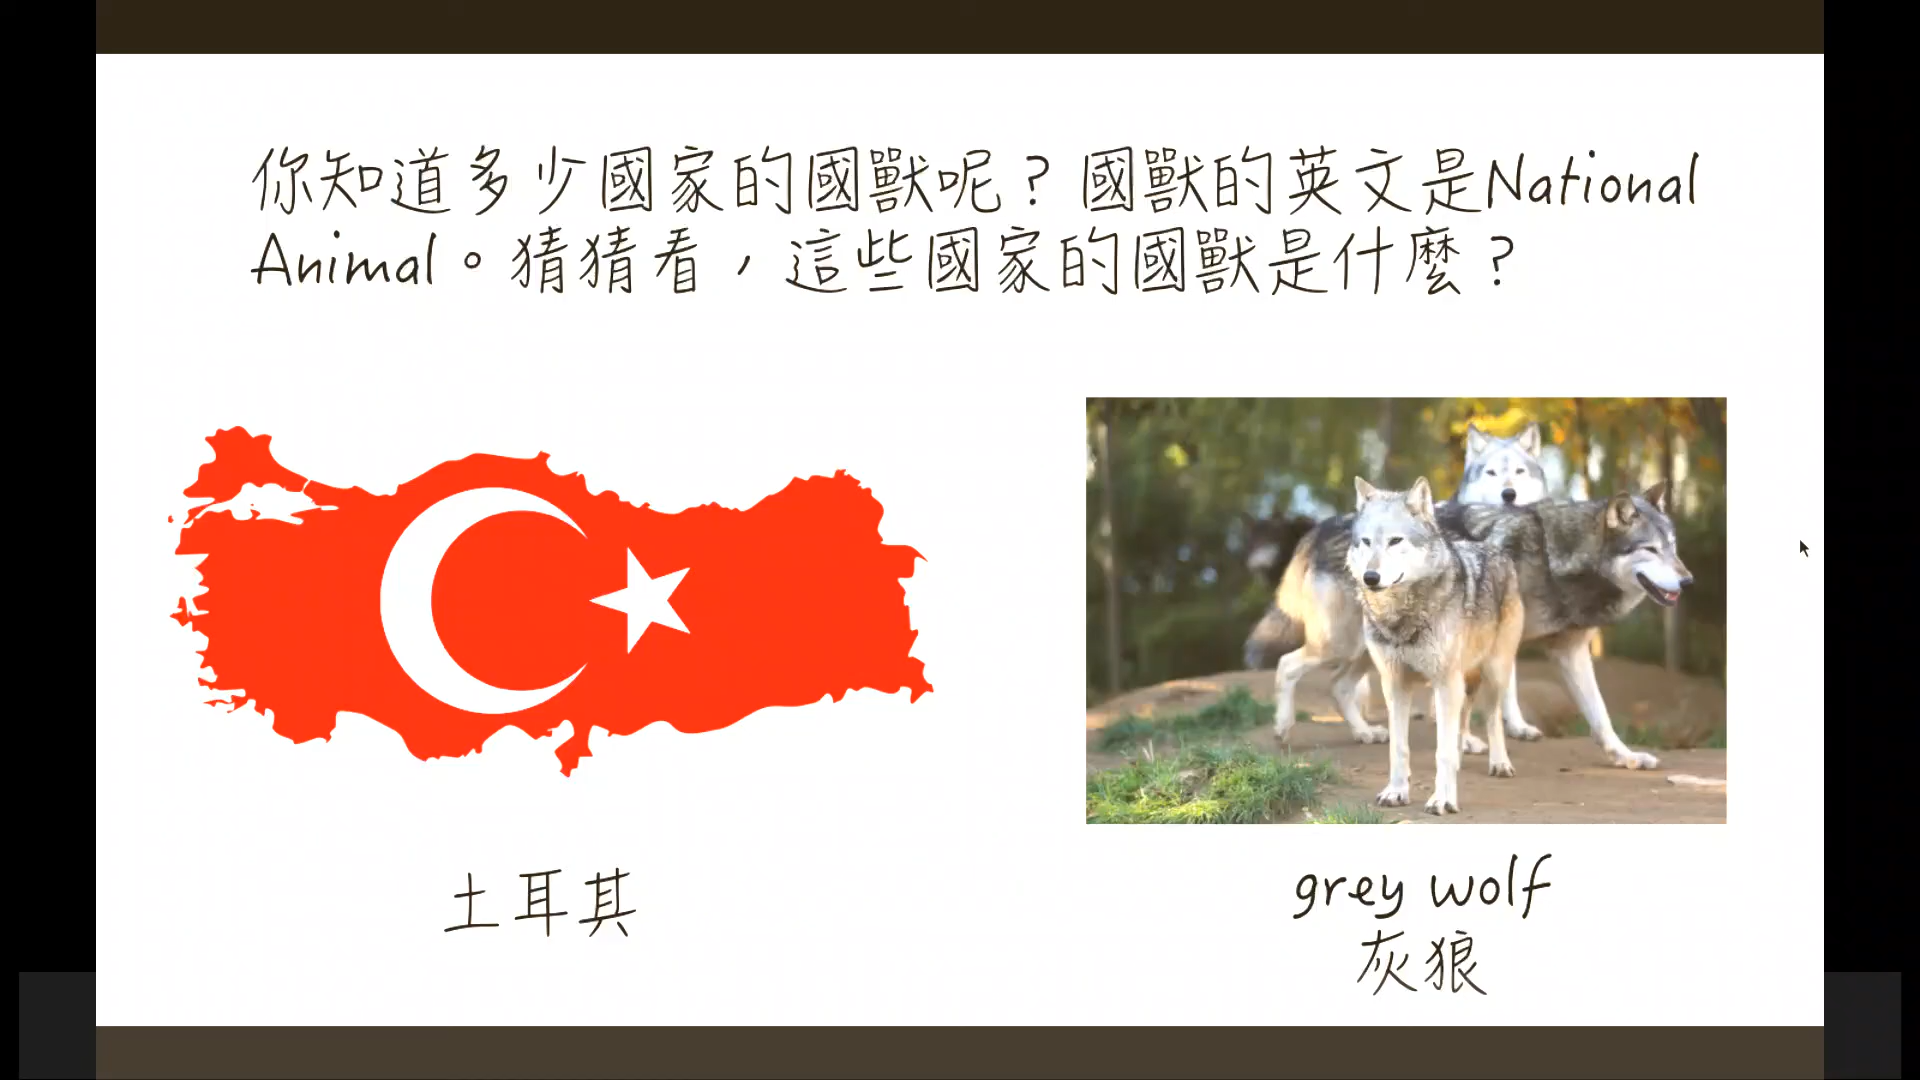 你知道多少國家的國獸呢？國獸的英文是National
Animal。猜猜看，這些國家的國獸是什麼？
土耳其
grey wolf
灰狼